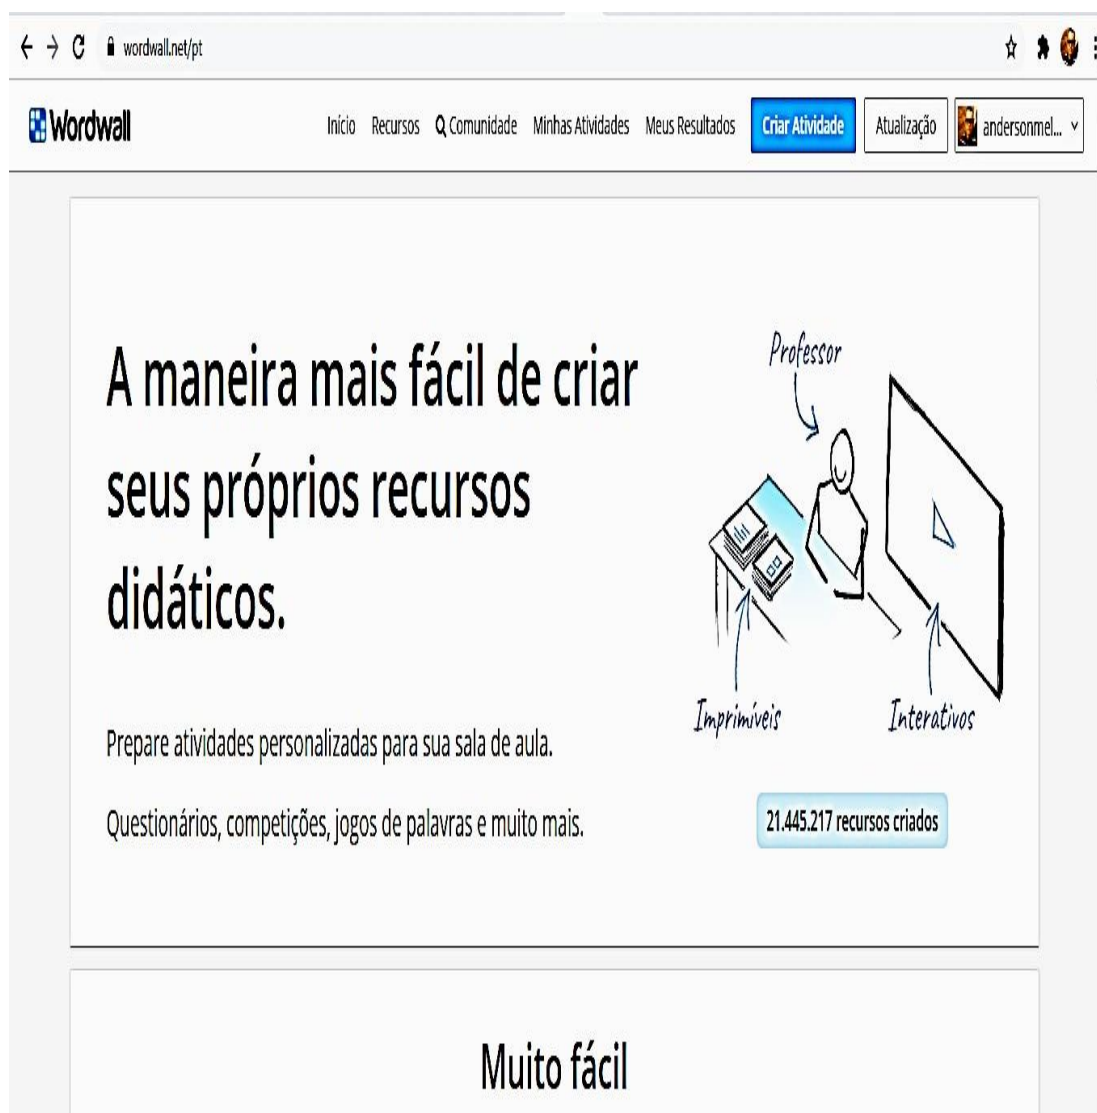 wordwall.net/pt
Wordwall Início Recursos Comunidade Minhas Atividades Meus Resultados Criar Atividade Atualização andersonmel...
A maneira mais fácil de criar
seus próprios recursos
didáticos.
Prepare atividades personalizadas para sua sala de aula.
Questionários, competições, jogos de palavras e muito mais.
Professor
Imprimíveis
Interativos
21.445.217 recursos criados
Muito fácil